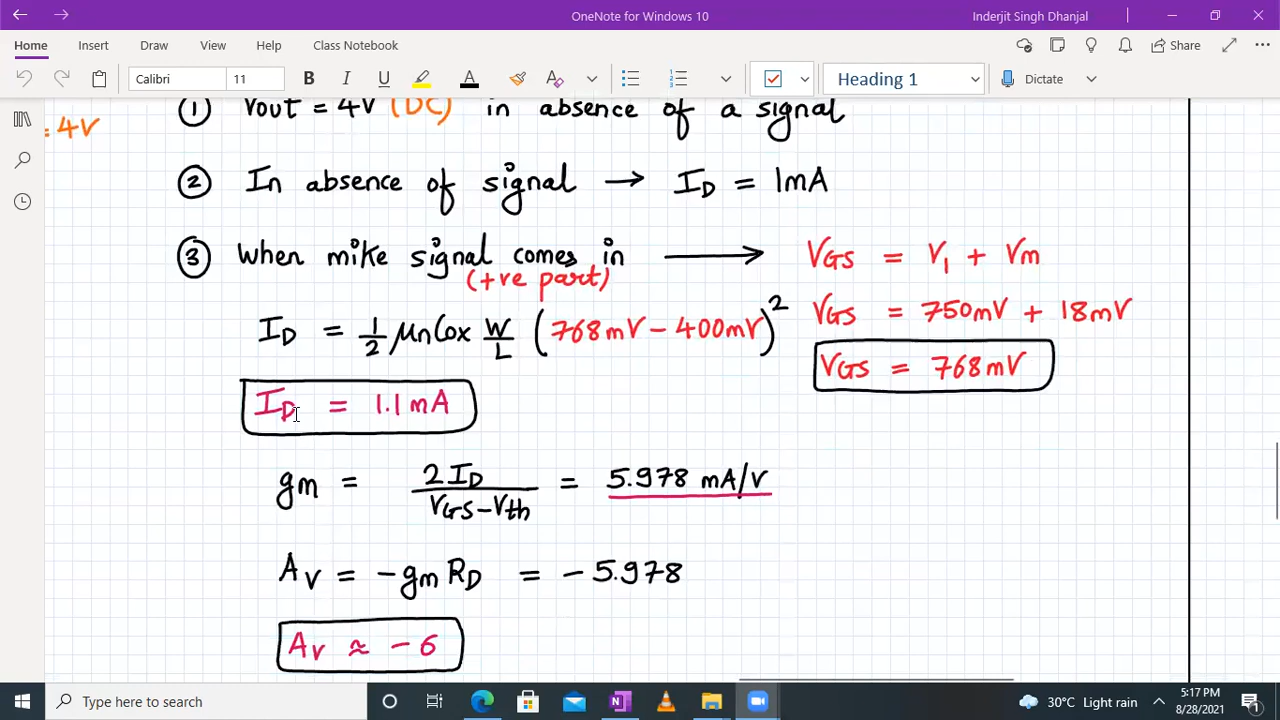 OneNote for Windows 10
Inderjit Singh Dhanjal
Home Insert Draw View Help Class Notebook
Share
Calibri 11 B I U A Heading 1 Dictate
= 4V
① Vout = 4V (DC) in absence of a signal
② In absence of signal → ID = 1mA
③ When mike signal comes in → VGS = V1 + Vm
(+ve part)
VGS = 750mV + 18mV
ID = 1/2 μnCox W/L (768mV - 400mV)²
VGS = 768mV
ID = 1.1mA
gm = 2ID/VGS-Vth = 5.978 mA/V
AV = -gm RD = -5.978
AV ≈ -6
Type here to search
30°C Light rain
5:17 PM
8/28/2021
1